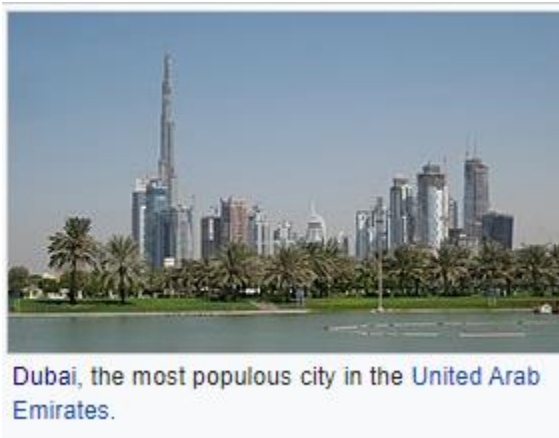 Dubai, the most populous city in the United Arab
Emirates.